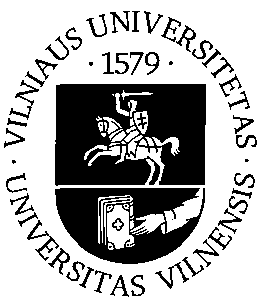 · VILNIAUS UNIVERSITETAS ·
· 1579 ·
UNIVERSITAS VILNENSIS